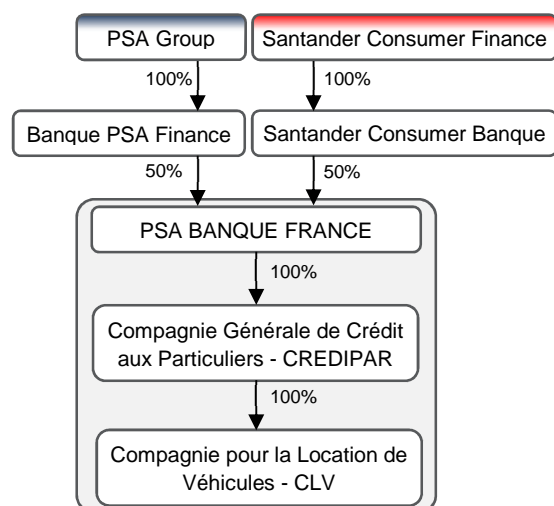 PSA Group
Santander Consumer Finance
100%
100%
Banque PSA Finance
Santander Consumer Banque
50%
50%
PSA BANQUE FRANCE
100%
Compagnie Générale de Crédit
aux Particuliers - CREDIPAR
100%
Compagnie pour la Location de
Véhicules - CLV